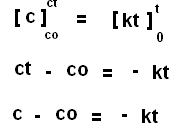 [c]ct co = [kt]t 0
ct - co = - kt
c - co = - kt